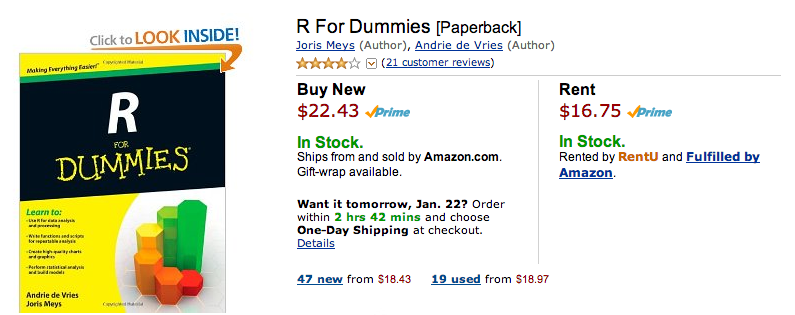 Click to LOOK INSIDE!
Making Everything Easier!™
Copyrighted Material
R
FOR
DUMMIES
Learn to:
• Use R for data analysis
and processing
• Write functions and scripts
for repeatable analysis
• Create high quality charts
and graphics
• Perform statistical analysis
and build models
Andrie de Vries
Joris Meys
Copyrighted Material
R For Dummies [Paperback]
Joris Meys (Author), Andrie de Vries (Author)
(21 customer reviews)
Buy New
$22.43 Prime
In Stock.
Ships from and sold by Amazon.com.
Gift-wrap available.
Want it tomorrow, Jan. 22? Order
within 2 hrs 42 mins and choose
One-Day Shipping at checkout.
Details
Rent
$16.75 Prime
In Stock.
Rented by RentU and Fulfilled by
Amazon.
47 new from $18.43 19 used from $18.97